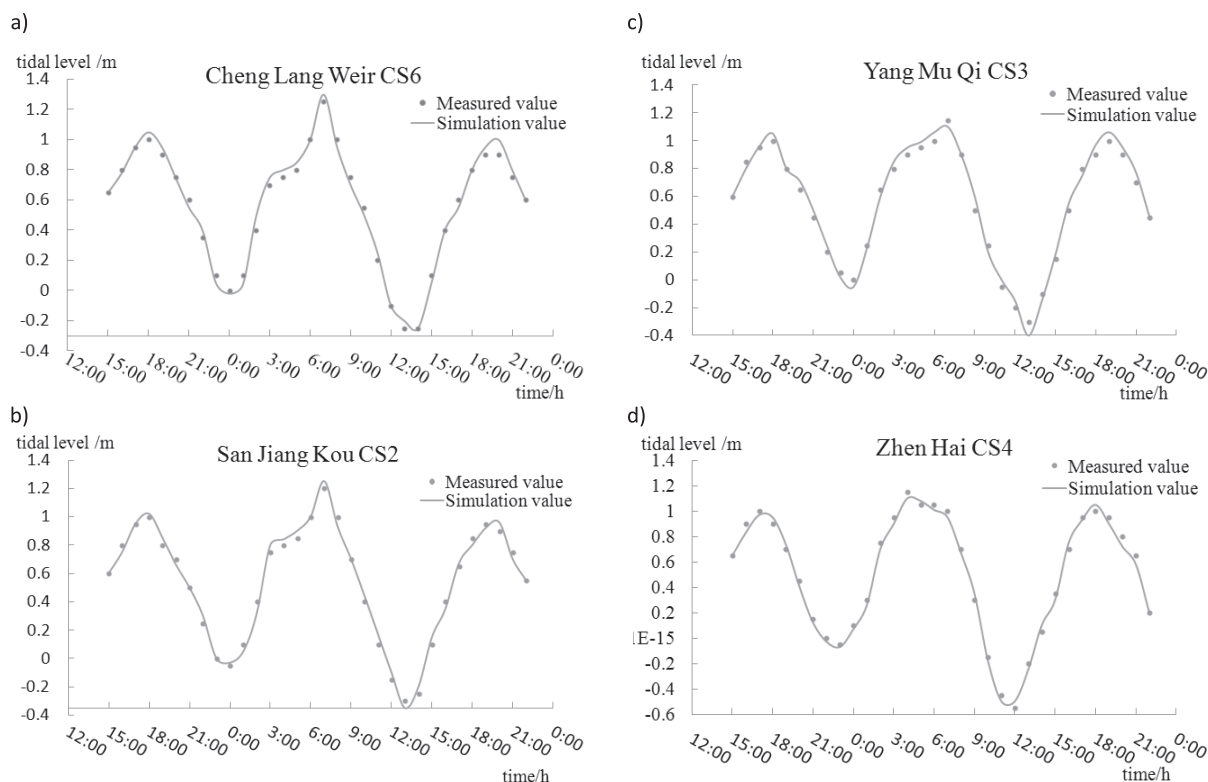 a)
tidal level /m
Cheng Lang Weir CS6
Measured value
Simulation value
1.4
1.2
1
0.8
0.6
0.4
0.2
0
-0.2
-0.4
12:00 15:00 18:00 21:00 0:00 3:00 6:00 9:00 12:00 15:00 18:00 21:00 0:00
time/h
b)
tidal level /m
San Jiang Kou CS2
Measured value
Simulation value
1.4
1.2
1
0.8
0.6
0.4
0.2
0
-0.2
-0.4
12:00 15:00 18:00 21:00 0:00 3:00 6:00 9:00 12:00 15:00 18:00 21:00 0:00
time/h
c)
tidal level /m
Yang Mu Qi CS3
Measured value
Simulation value
1.4
1.2
1
0.8
0.6
0.4
0.2
0
-0.2
-0.4
12:00 15:00 18:00 21:00 0:00 3:00 6:00 9:00 12:00 15:00 18:00 21:00 0:00
time/h
d)
tidal level /m
Zhen Hai CS4
Measured value
Simulation value
1.4
1.2
1
0.8
0.6
0.4
0.2
1E-15
-0.2
-0.4
-0.6
12:00 15:00 18:00 21:00 0:00 3:00 6:00 9:00 12:00 15:00 18:00 21:00 0:00
time/h